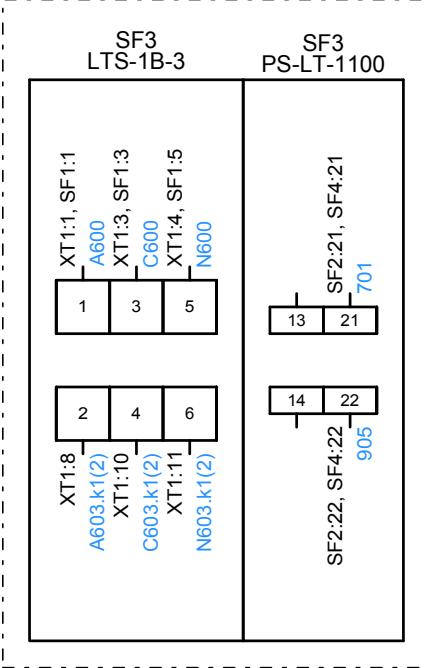 SF3
LTS-1B-3
SF3
PS-LT-1100
XT1:1, SF1:1
A600
XT1:3, SF1:3
C600
XT1:4, SF1:5
N600
SF2:21, SF4:21
701
1
3
5
13
21
2
4
6
14
22
XT1:8
A603.k1(2)
XT1:10
C603.k1(2)
XT1:11
N603.k1(2)
SF2:22, SF4:22
905